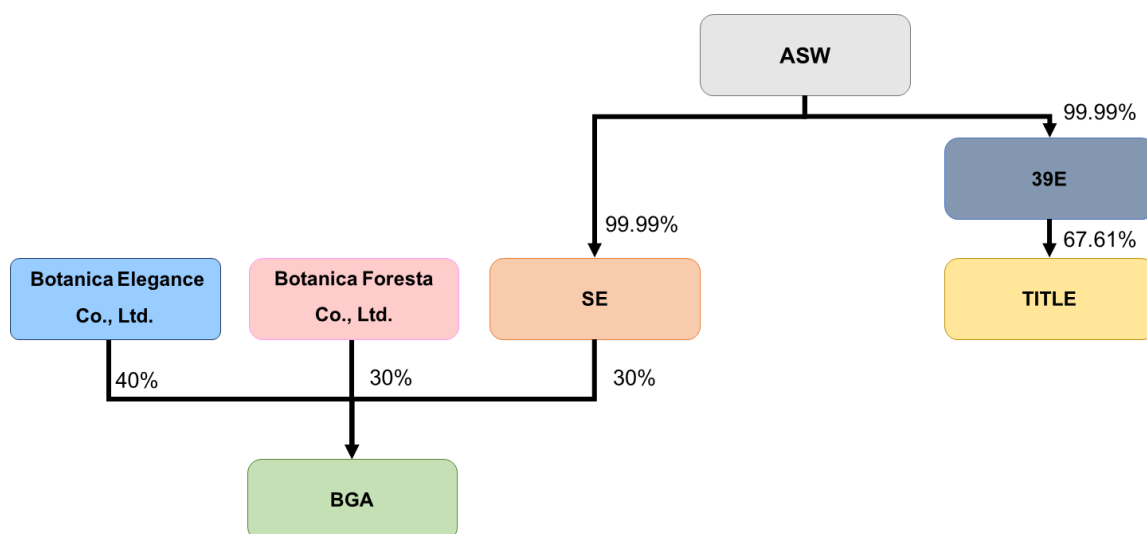 ASW
99.99%
39E
99.99%
67.61%
Botanica Elegance
Co., Ltd.
Botanica Foresta
Co., Ltd.
SE
TITLE
40%
30%
30%
BGA